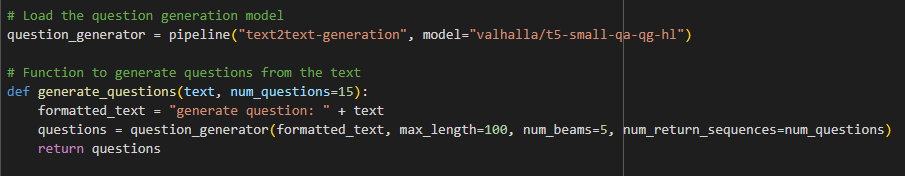 # Load the question generation model
question_generator = pipeline("text2text-generation", model="valhalla/t5-small-qa-qg-hl")
# Function to generate questions from the text
def generate_questions(text, num_questions=15):
    formatted_text = "generate question: " + text
    questions = question_generator(formatted_text, max_length=100, num_beams=5, num_return_sequences=num_questions)
    return questions